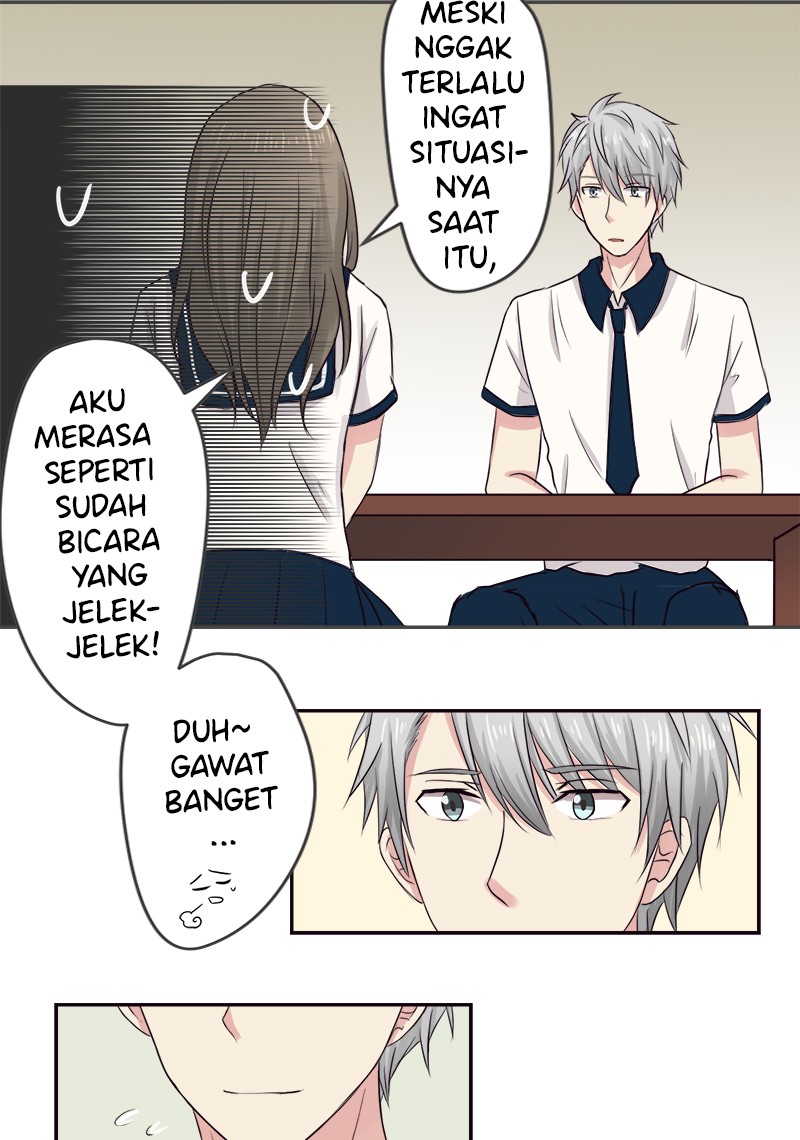 MESKI
NGGAK
TERLALU
INGAT
SITUASI-
NYA
SAAT
ITU,
AKU
MERASA
SEPERTI
SUDAH
BICARA
YANG
JELEK-
JELEK!
DUH~
GAWAT
BANGET
...